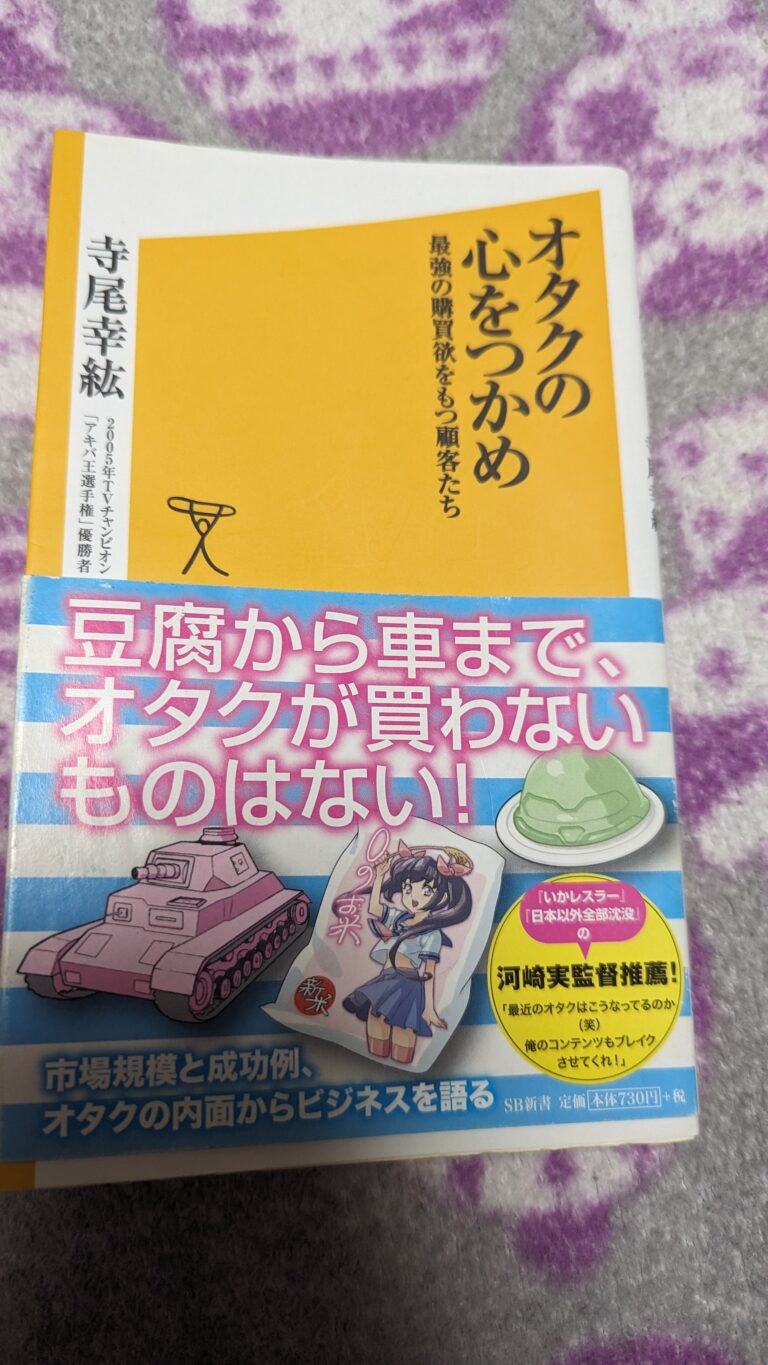 オタクの
心をつかめ
最強の購買欲をもつ顧客たち
寺尾幸紘
2005年TVチャンピオン
「アキバ王選手権」優勝者
豆腐から車まで、
オタクが買わない
ものはない!
新米
『いかレスラー』
『日本以外全部沈没』
の
河崎実監督推薦!
「最近のオタクはこうなってるのか
(笑)
俺のコンテンツもブレイク
させてくれ!」
市場規模と成功例、
オタクの内面からビジネスを語る
SB新書 定価 本体730円 +税